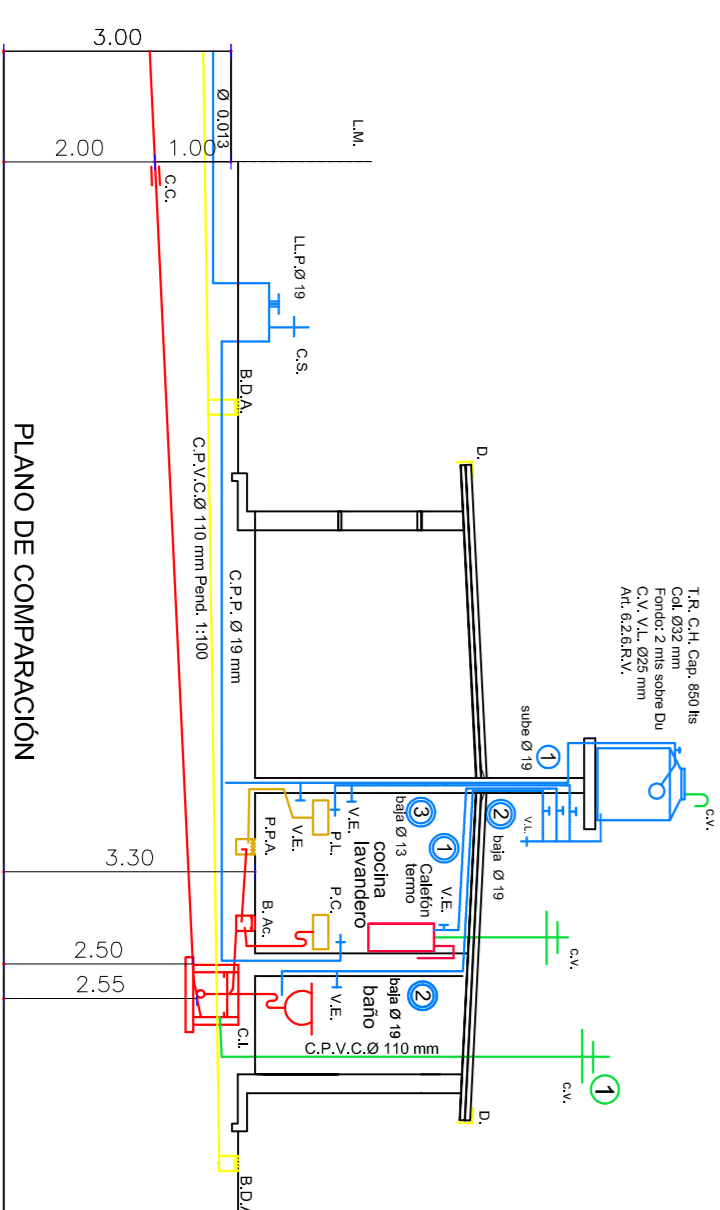 T.R. C.H. Cap. 850 lts
Col. Ø32 mm
Fondo: 2 mts sobre Du
C.V. V.L. Ø25 mm
Art. 6.2.6.R.V.
c.v.
1
sube Ø 19
2
baja Ø 19
V.L.
c.v.
c.v.
1
D.
D.
L.M.
LL.P.Ø 19
C.S.
Ø 0.013
3.00
2.00
1.00
C.C.
B.D.A.
C.P.V.C.Ø 110 mm Pend. 1:100
C.P.P. Ø 19 mm
3
baja Ø 13
1
V.E.
P.L.
V.E.
P.P.A.
cocina
lavandero
Calefón
termo
V.E.
P.C.
B. Ac.
2
baja Ø 19
baño
V.E.
C.P.V.C.Ø 110 mm
C.I.
B.D.A
3.30
2.50
2.55
PLANO DE COMPARACIÓN